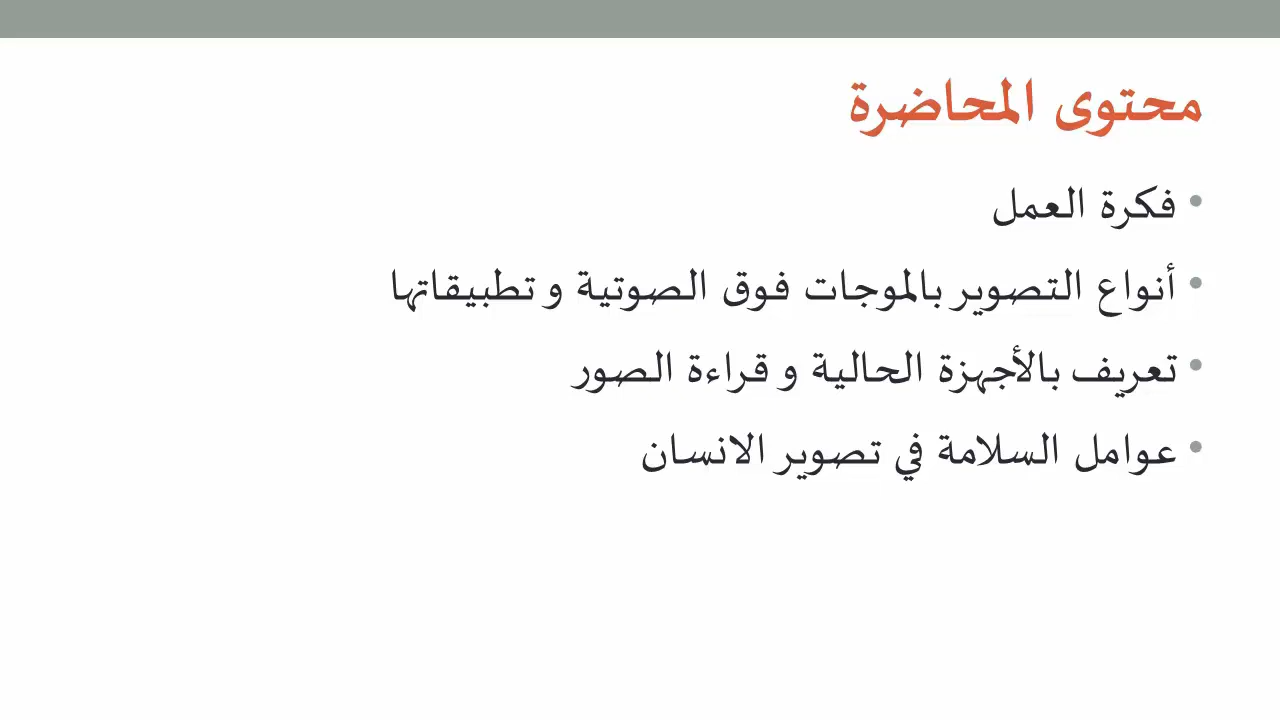 محتوى المحاضرة
• فكرة العمل
• أنواع التصوير بالموجات فوق الصوتية و تطبيقاتها
• تعريف بالأجهزة الحالية و قراءة الصور
• عوامل السلامة في تصوير الانسان